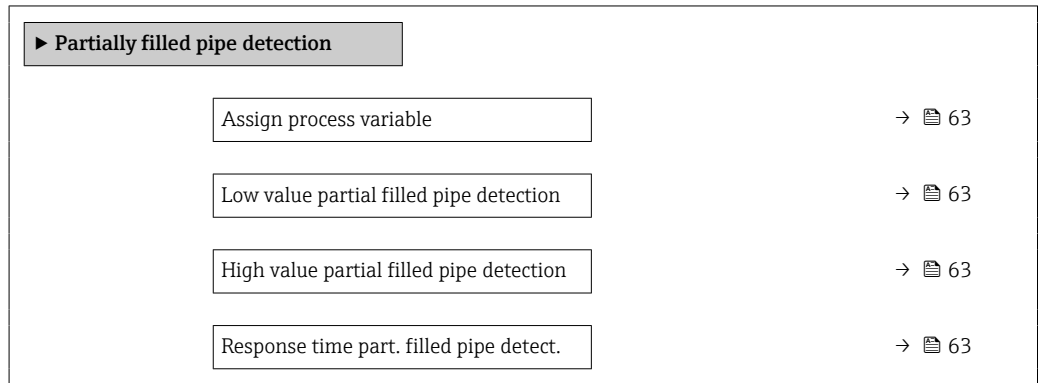 ▶ Partially filled pipe detection
Assign process variable → 63
Low value partial filled pipe detection → 63
High value partial filled pipe detection → 63
Response time part. filled pipe detect. → 63